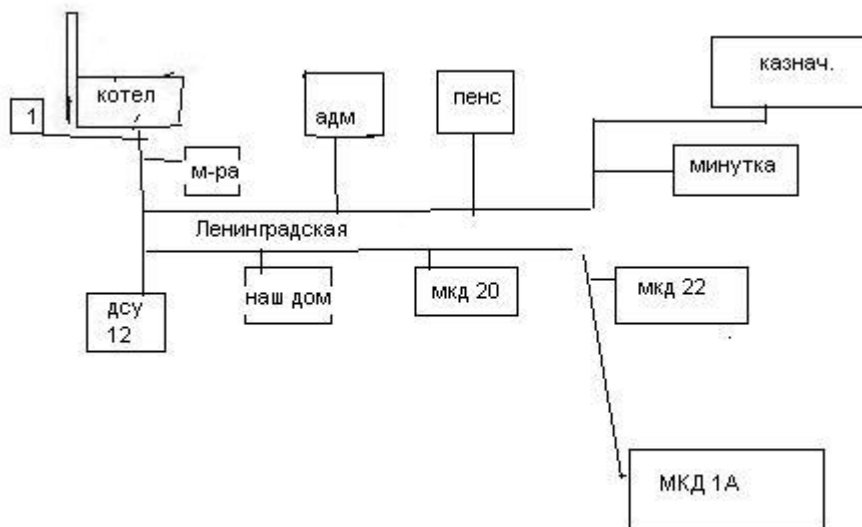 казнач.
котел
пенс
1
адм
м-ра
минутка
Ленинградская
наш дом
мкд 20
мкд 22
дсу
12
МКД 1А